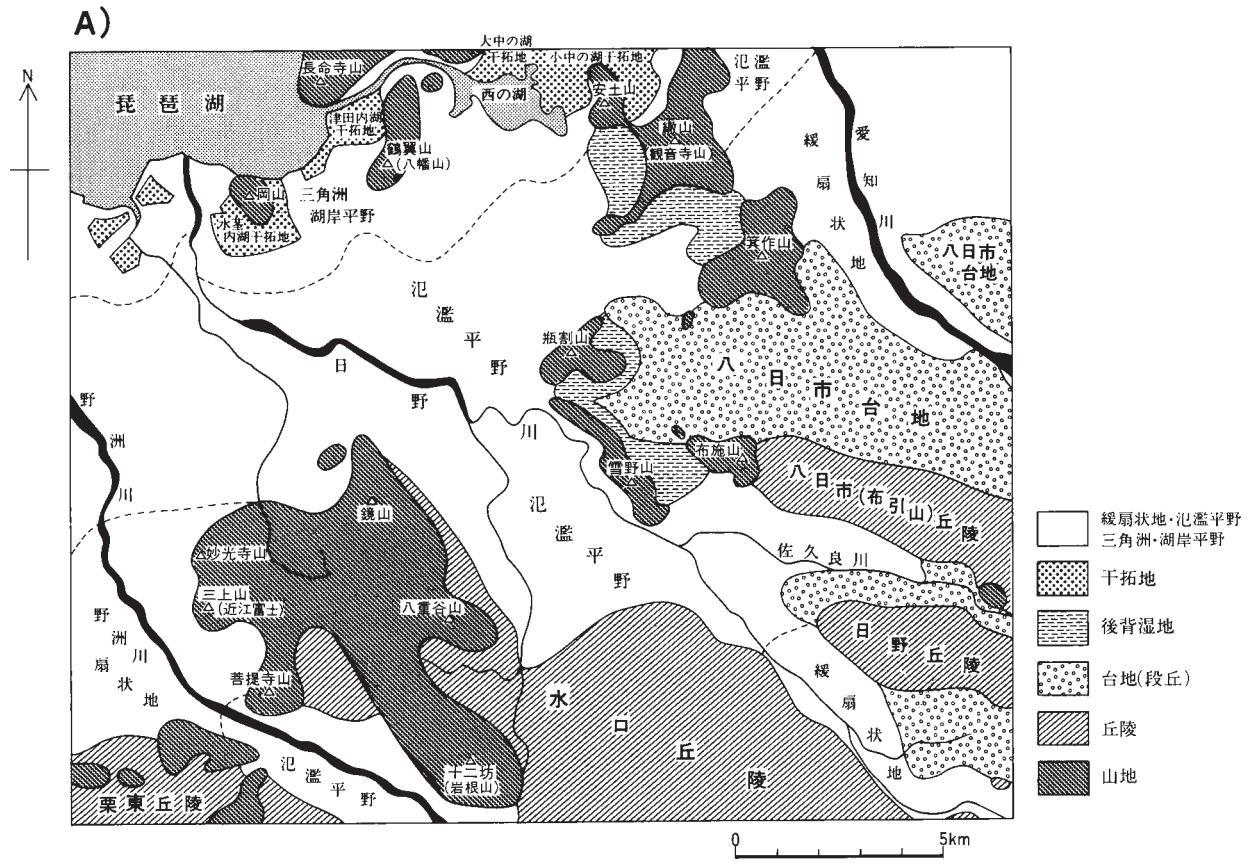 A)
N
琵琶湖
長命寺山
大中の湖
干拓地
小中の湖干拓地
西の湖
安土山
津田内湖
干拓地
鶴翼山
(八幡山)
繖山
(観音寺山)
氾濫
平野
緩扇状地
愛知川
八日市
台地
岡山
水茎
内湖干拓地
三角洲
湖岸平野
箕作山
氾濫平野
瓶割山
八日市台地
日野川
野洲川
雪野山
布施山
八日市(布引山)丘陵
鏡山
妙光寺山
三上山
(近江富士)
八重谷山
菩提寺山
氾濫平野
佐久良川
日野丘陵
緩扇状地
野洲川
扇状地
水口丘陵
十二坊
(岩根山)
氾濫平野
栗東丘陵
緩扇状地・氾濫平野
三角洲・湖岸平野
干拓地
後背湿地
台地(段丘)
丘陵
山地
0
5km